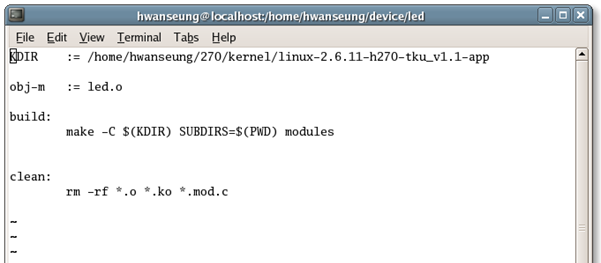 hwanseung@localhost:/home/hwanseung/device/led
File Edit View Terminal Tabs Help
KDIR := /home/hwanseung/270/kernel/linux-2.6.11-h270-tku_v1.1-app
obj-m := led.o
build:
make -C $(KDIR) SUBDIRS=$(PWD) modules
clean:
rm -rf *.o *.ko *.mod.c
~
~
~